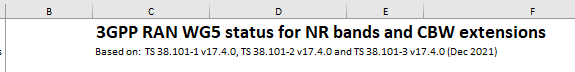 B C D E F
3GPP RAN WG5 status for NR bands and CBW extensions
Based on: TS 38.101-1 v17.4.0, TS 38.101-2 v17.4.0 and TS 38.101-3 v17.4.0 (Dec 2021)